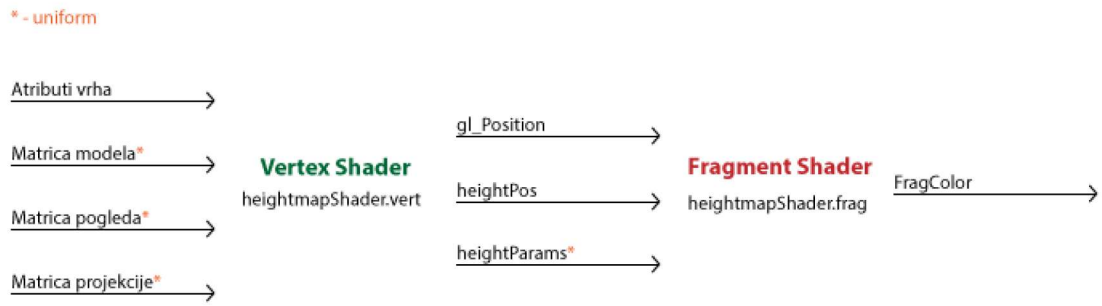 * - uniform
Atributi vrha
Matrica modela*
Matrica pogleda*
Matrica projekcije*
Vertex Shader
heightmapShader.vert
gl_Position
heightPos
heightParams*
Fragment Shader
heightmapShader.frag
FragColor